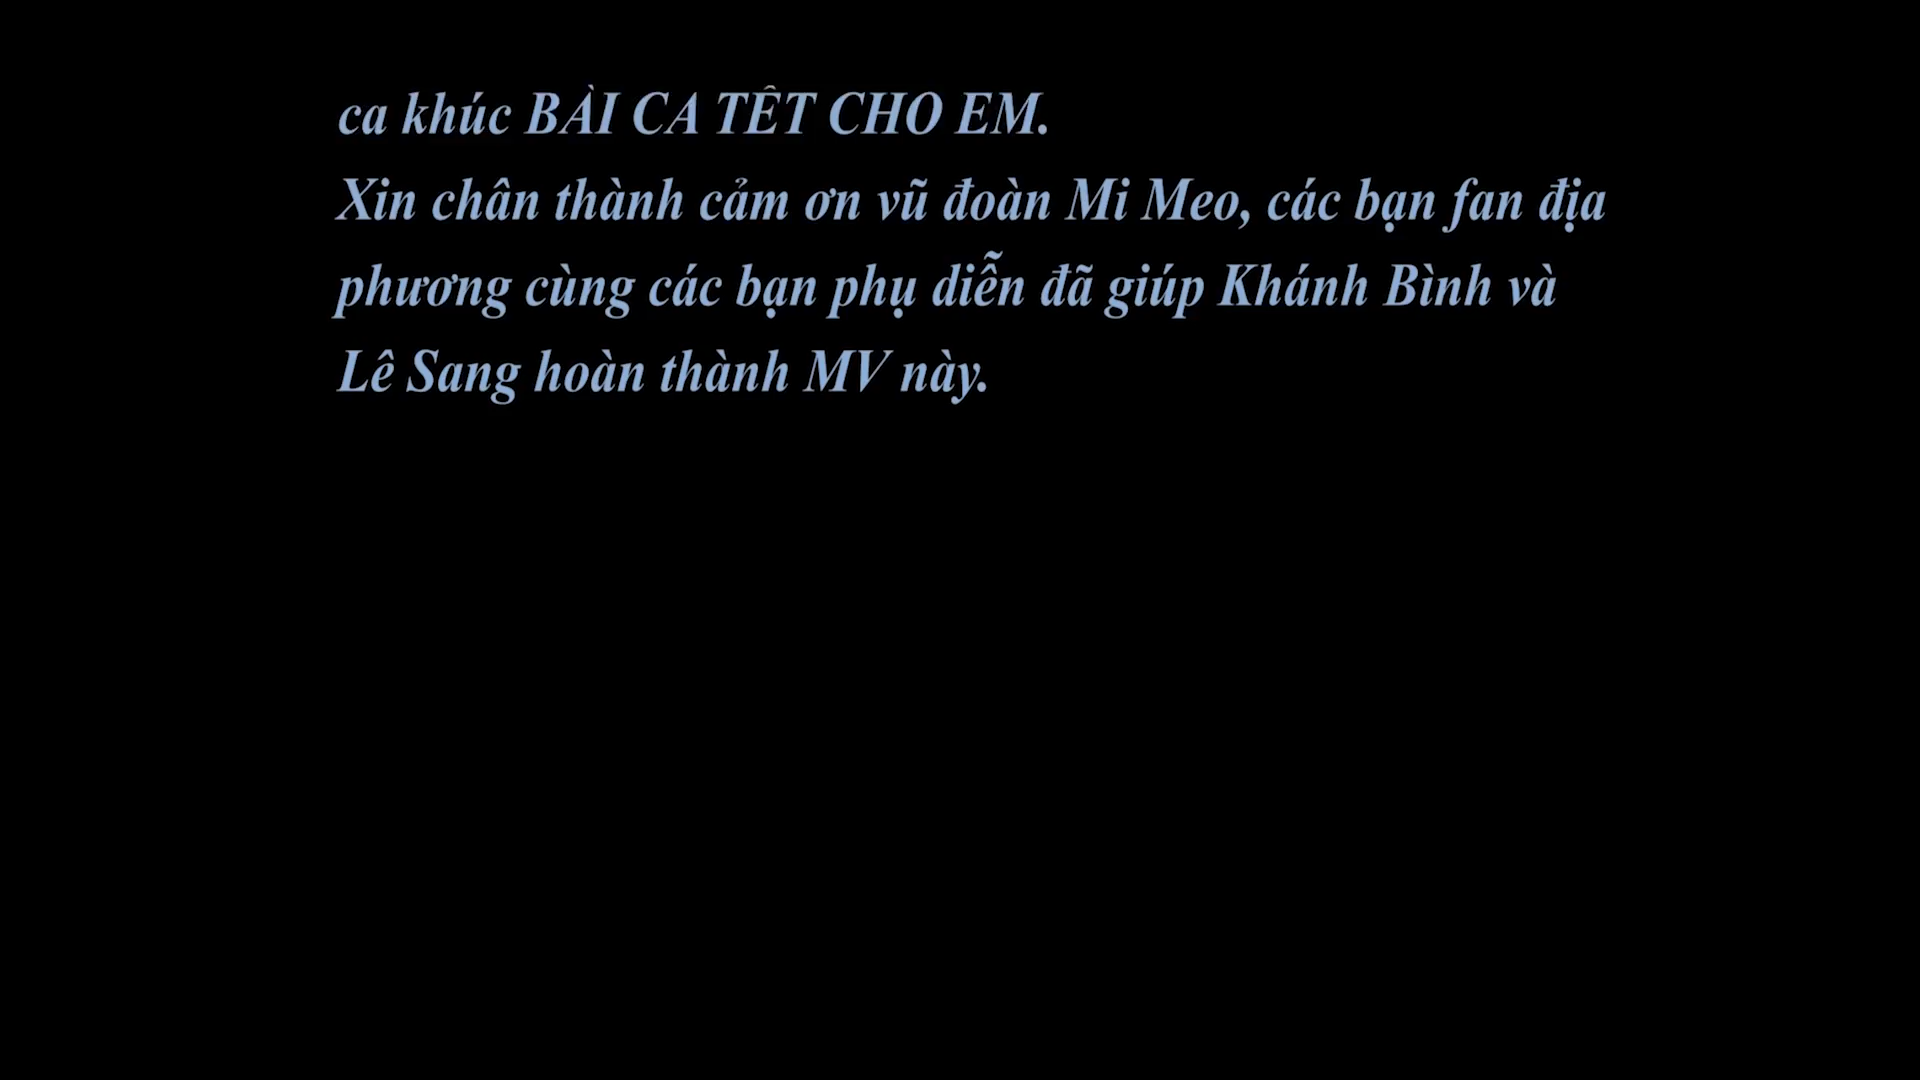 ca khúc BÀI CA TẾT CHO EM.
Xin chân thành cảm ơn vũ đoàn Mi Meo, các bạn fan địa
phương cùng các bạn phụ diễn đã giúp Khánh Bình và
Lê Sang hoàn thành MV này.